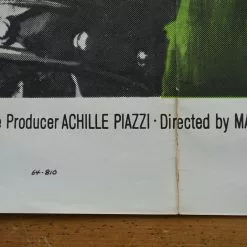 e Producer ACHILLE PIAZZI · Directed by MA
64-810